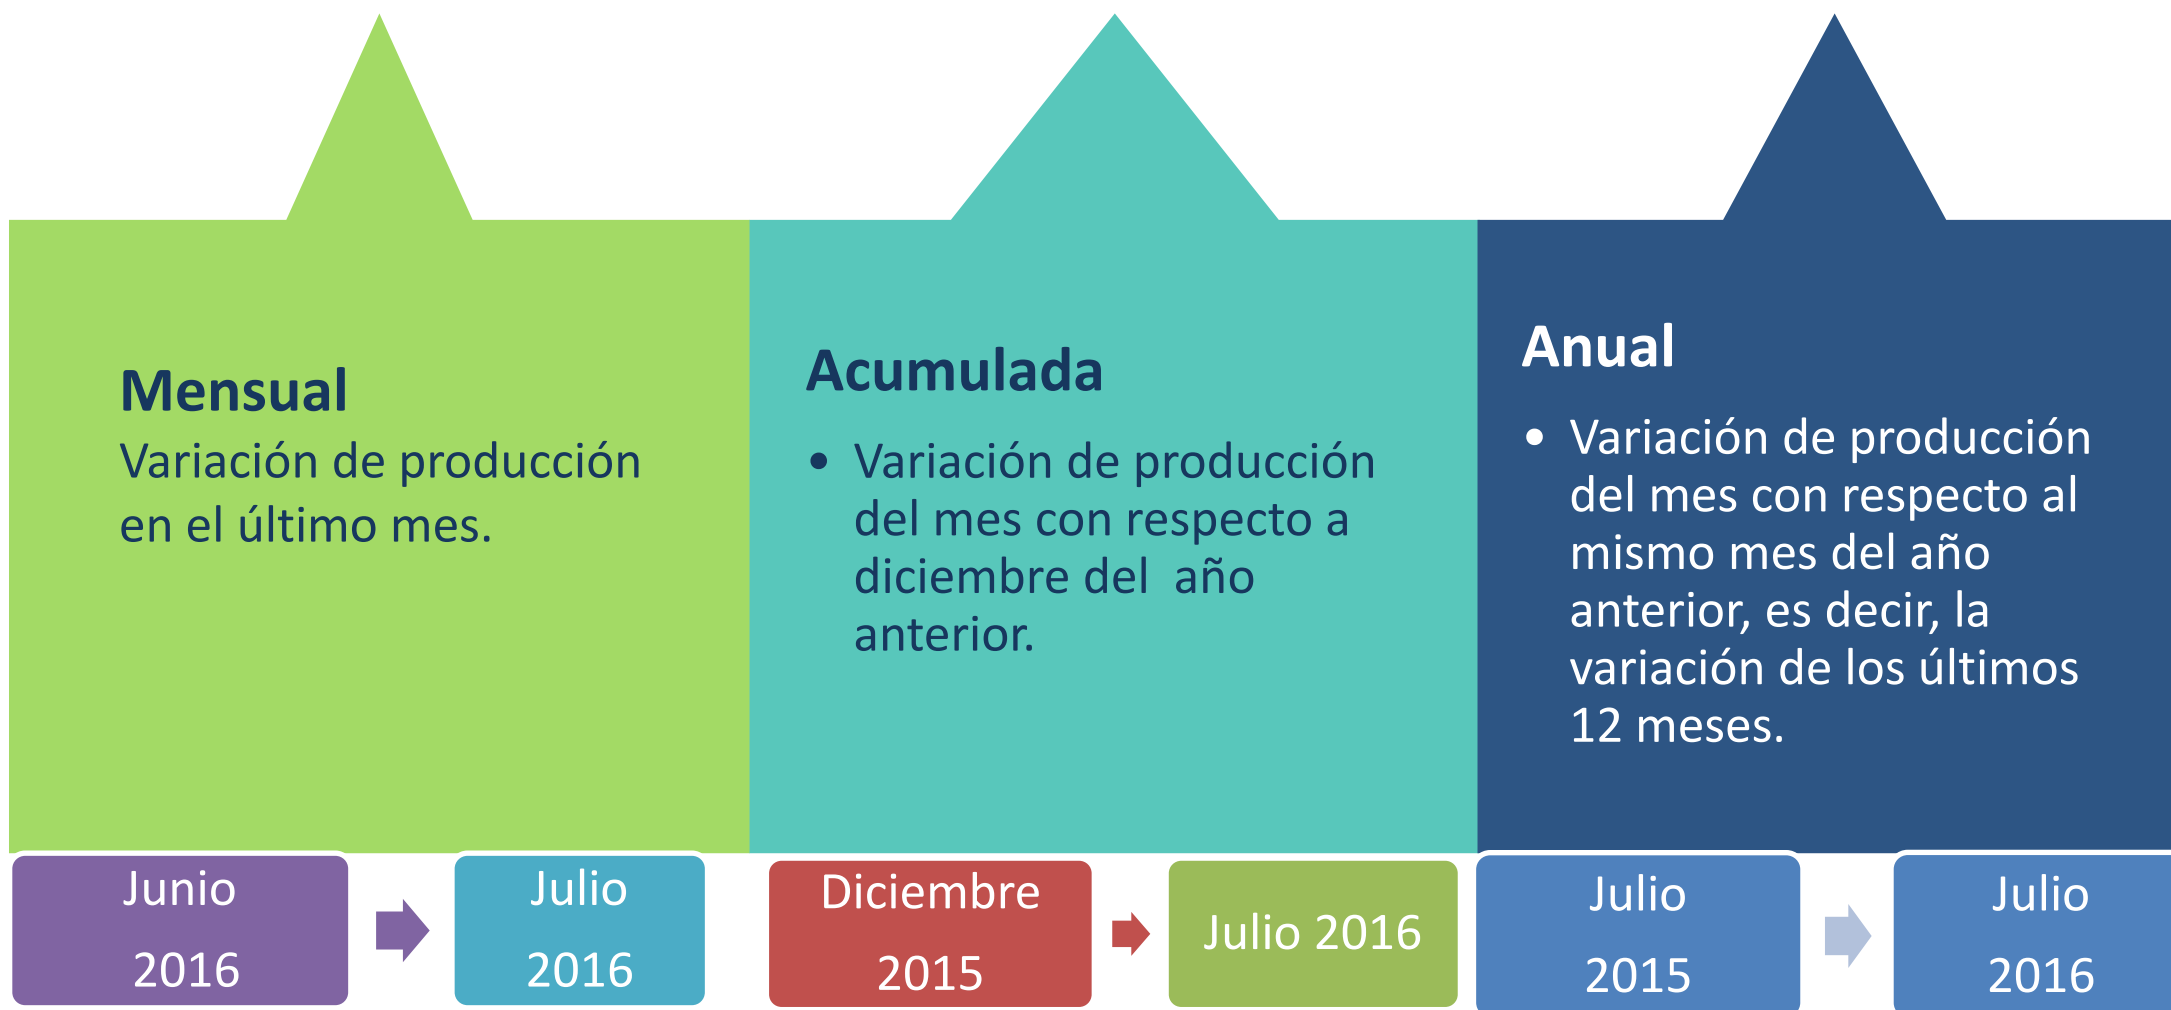 Mensual
Variación de producción
en el último mes.
Acumulada
• Variación de producción
del mes con respecto a
diciembre del  año
anterior.
Anual
• Variación de producción
del mes con respecto al
mismo mes del año
anterior, es decir, la
variación de los últimos
12 meses.
Junio
2016
Julio
2016
Diciembre
2015
Julio 2016
Julio
2015
Julio
2016